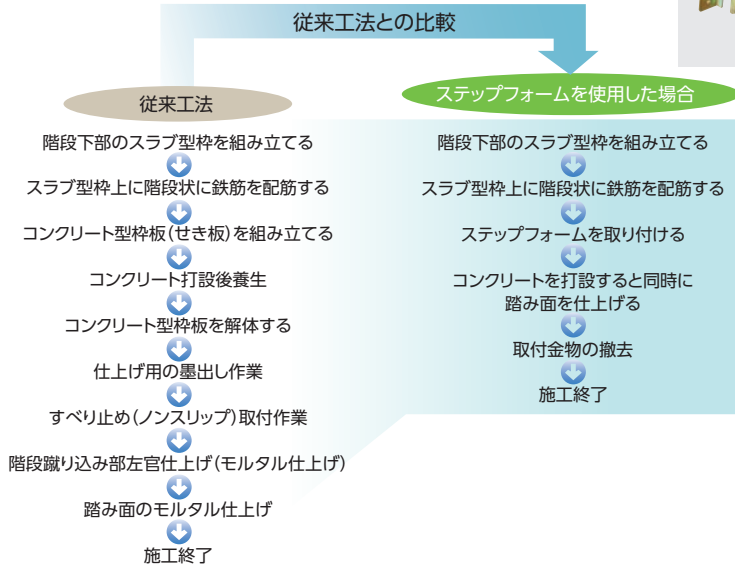 従来工法との比較
従来工法
階段下部のスラブ型枠を組み立てる
スラブ型枠上に階段状に鉄筋を配筋する
コンクリート型枠板(せき板)を組み立てる
コンクリート打設後養生
コンクリート型枠板を解体する
仕上げ用の墨出し作業
すべり止め(ノンスリップ)取付作業
階段蹴り込み部左官仕上げ(モルタル仕上げ)
踏み面のモルタル仕上げ
施工終了
ステップフォームを使用した場合
階段下部のスラブ型枠を組み立てる
スラブ型枠上に階段状に鉄筋を配筋する
ステップフォームを取り付ける
コンクリートを打設すると同時に
踏み面を仕上げる
取付金物の撤去
施工終了